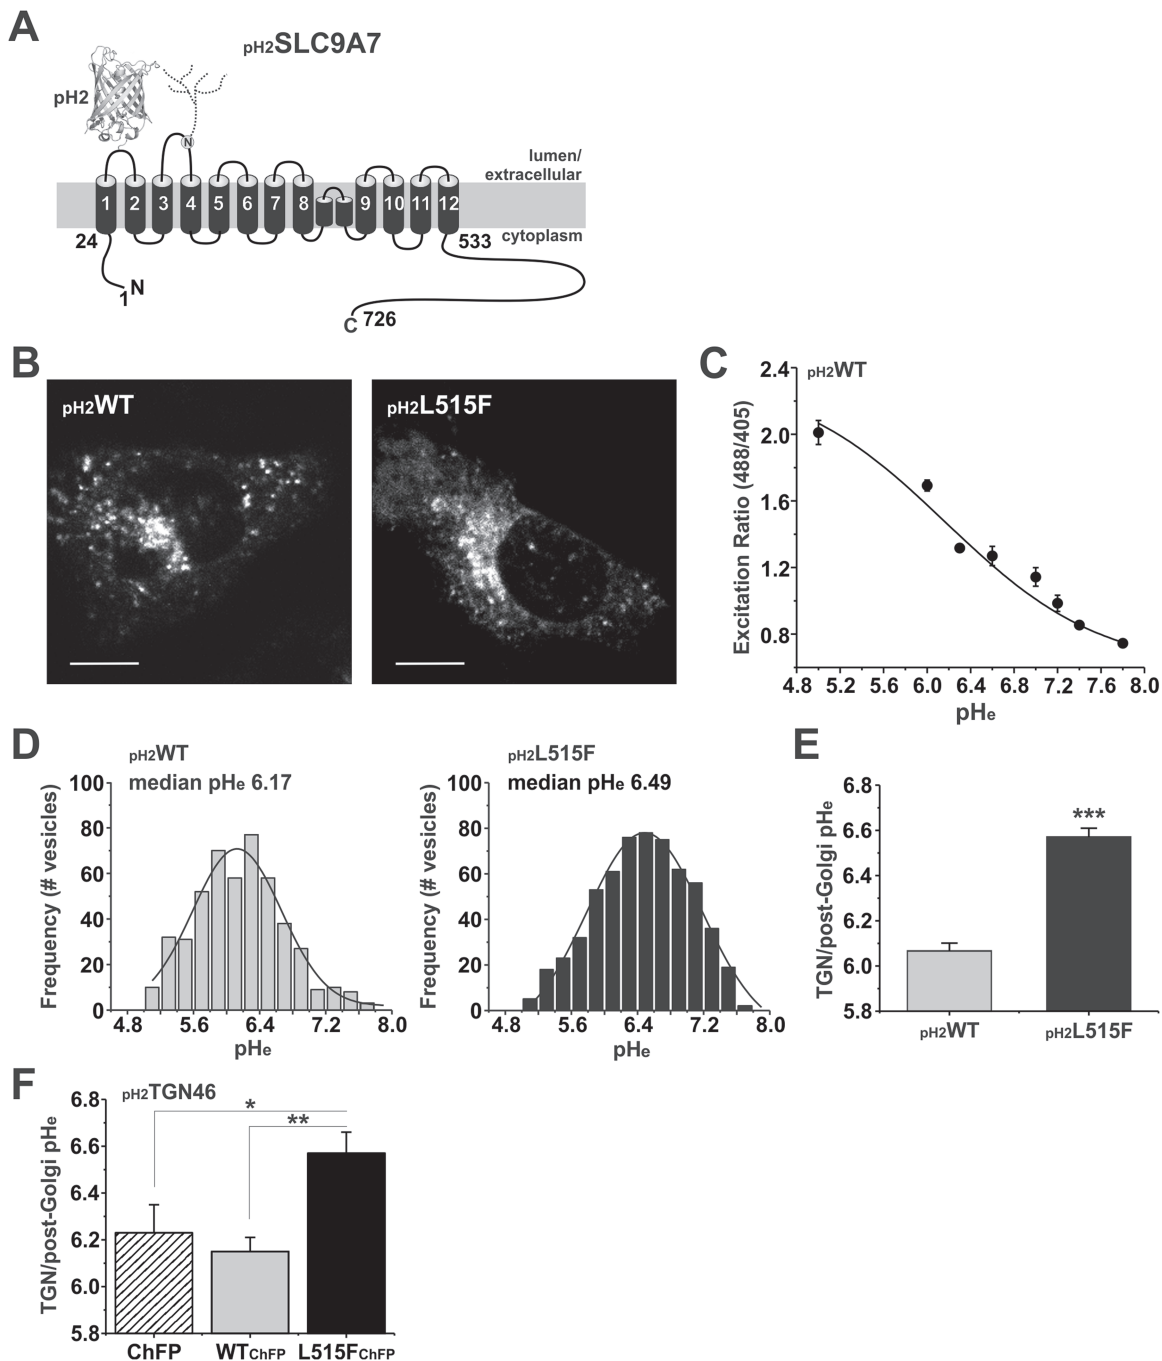 A
pH2SLC9A7
pH2
N
lumen/
extracellular
1 2 3 4 5 6 7 8 9 10 11 12
24
533
cytoplasm
1 N
C 726
B
pH2WT
pH2L515F
C
pH2WT
Excitation Ratio (488/405)
2.4
2.0
1.6
1.2
0.8
4.8 5.2 5.6 6.0 6.4 6.8 7.2 7.6 8.0
pHe
D
pH2WT
median pHe 6.17
Frequency (# vesicles)
100
80
60
40
20
0
4.8 5.6 6.4 7.2 8.0
pHe
pH2L515F
median pHe 6.49
Frequency (# vesicles)
100
80
60
40
20
0
4.8 5.6 6.4 7.2 8.0
pHe
E
TGN/post-Golgi pHe
6.8
6.6
6.4
6.2
6.0
5.8
***
pH2WT pH2L515F
F
pH2TGN46
TGN/post-Golgi pHe
6.8
6.6
6.4
6.2
6.0
5.8
*
**
ChFP WTChFP L515FChFP